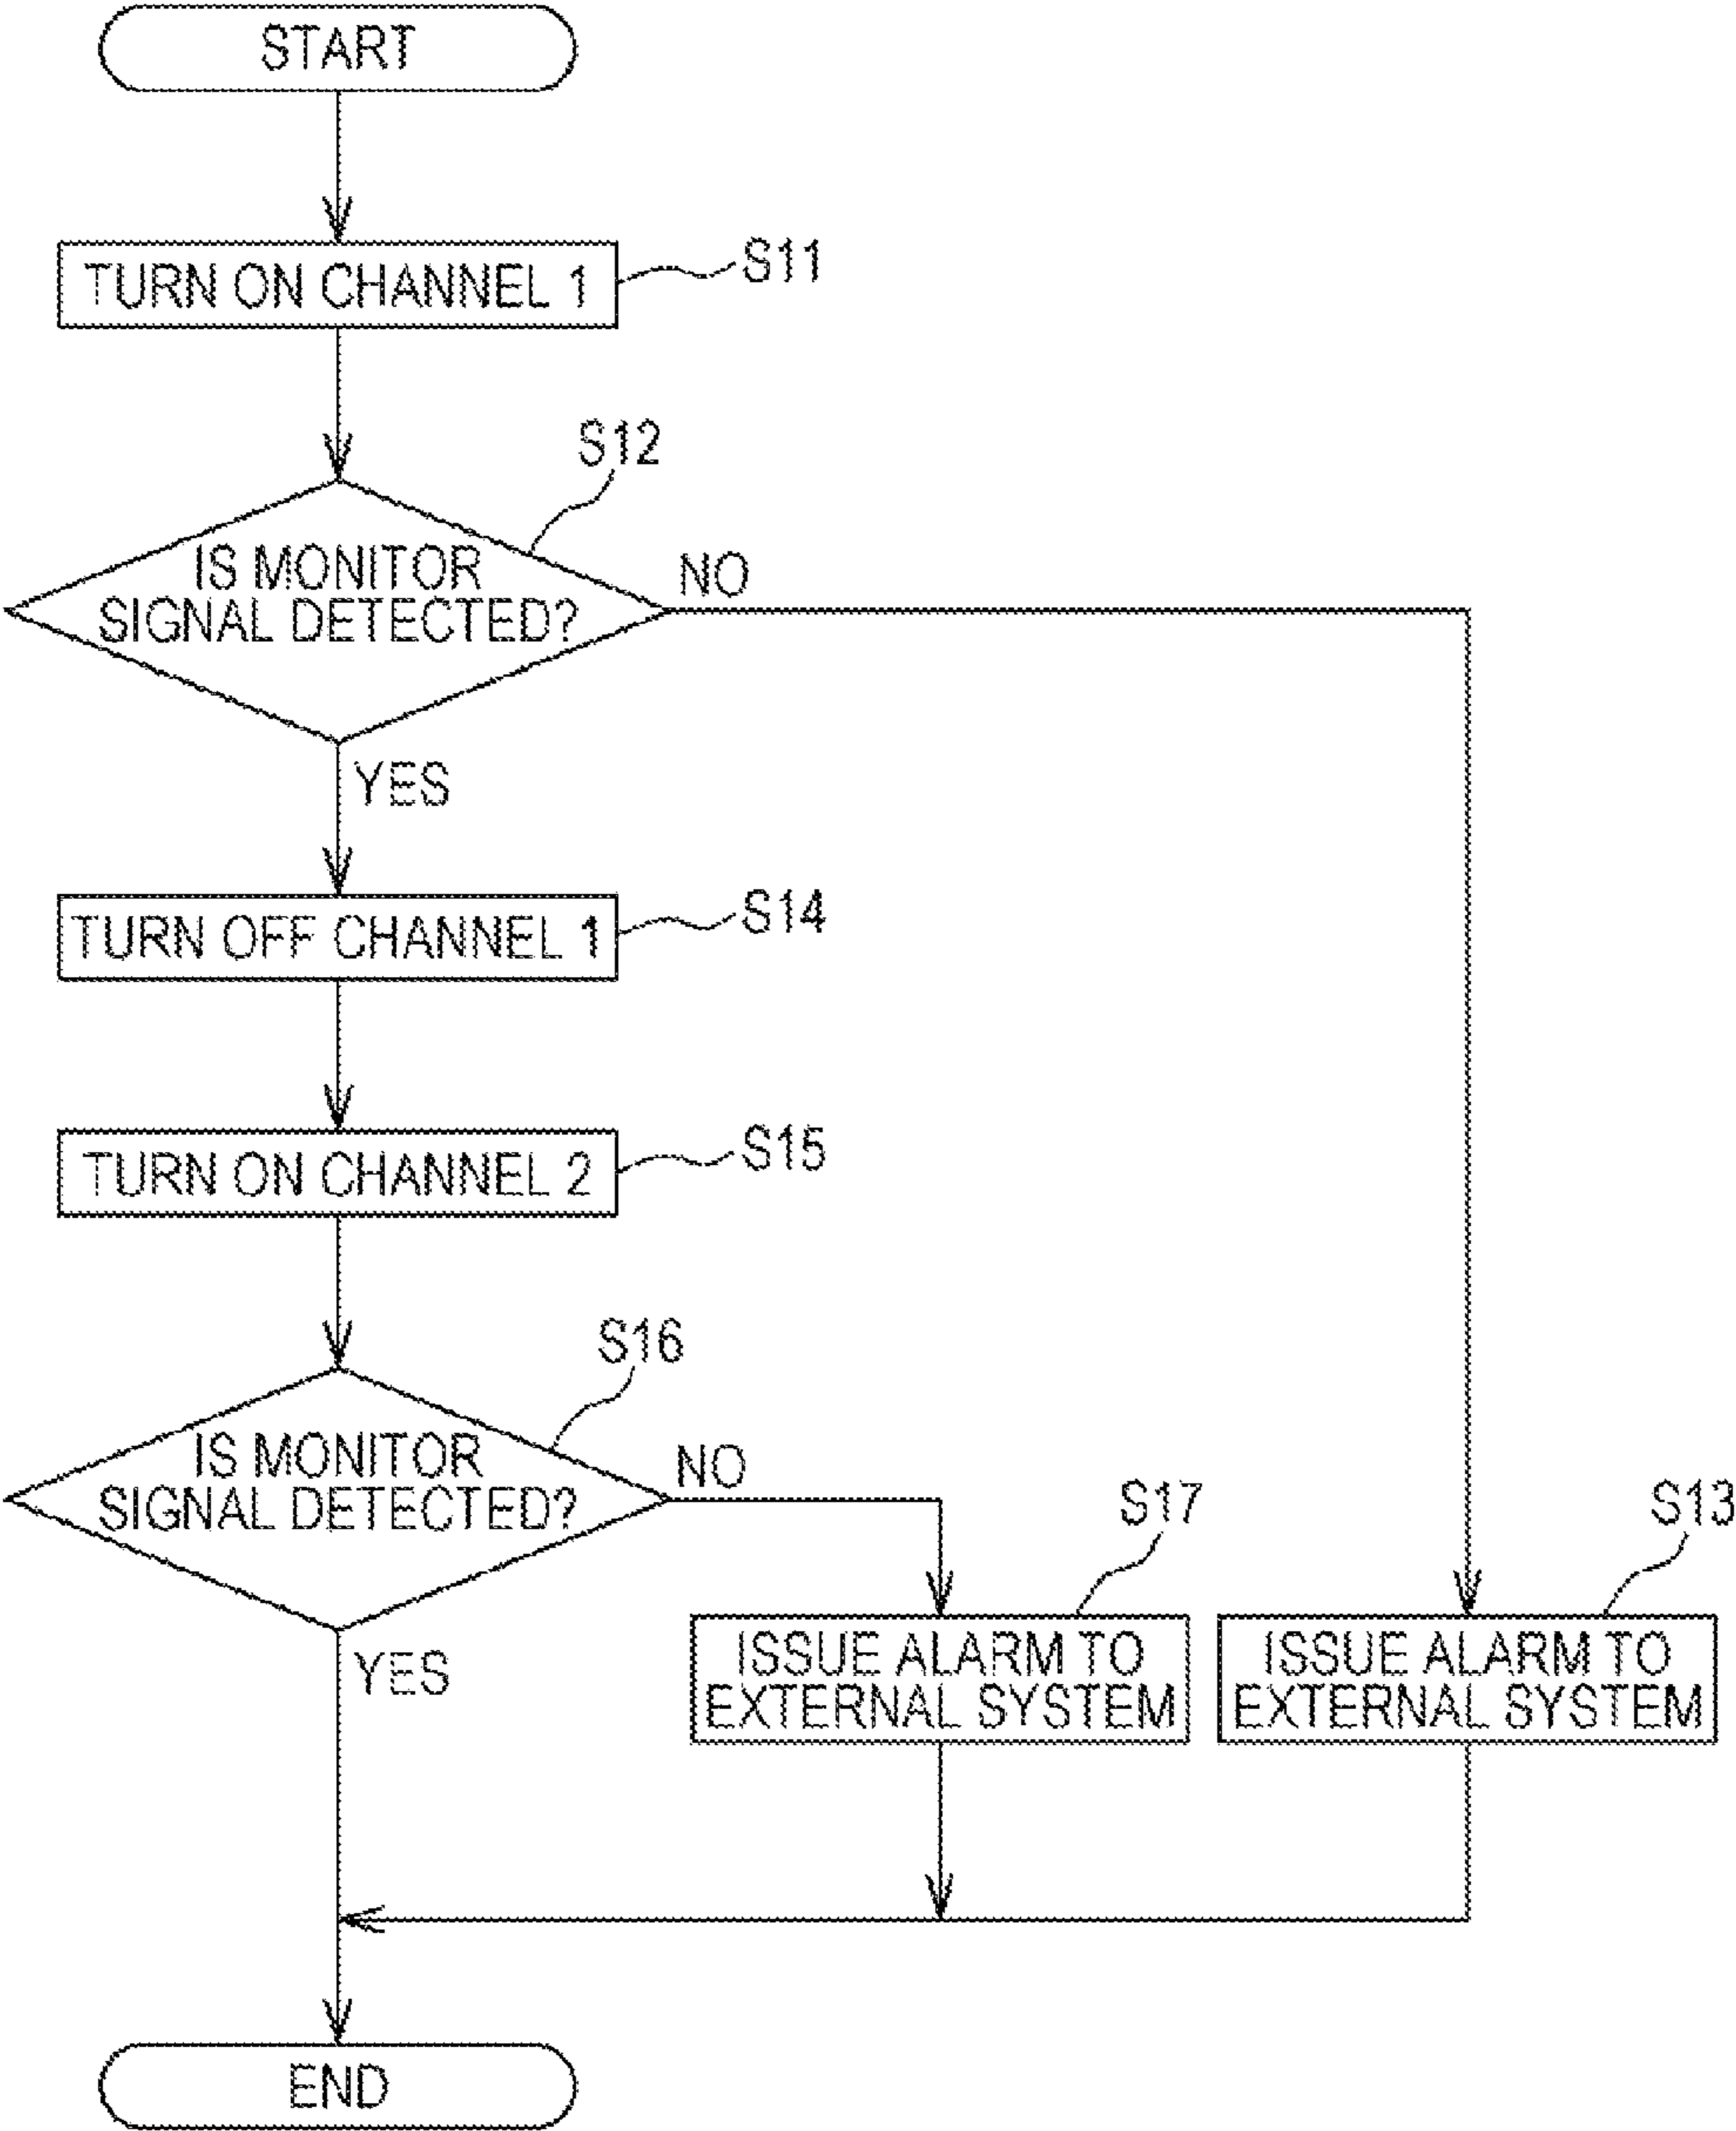 START
TURN ON CHANNEL 1
S11
S12
IS MONITOR
SIGNAL DETECTED?
NO
YES
TURN OFF CHANNEL 1
S14
TURN ON CHANNEL 2
S15
S16
IS MONITOR
SIGNAL DETECTED?
NO
YES
S17
ISSUE ALARM TO
EXTERNAL SYSTEM
S13
ISSUE ALARM TO
EXTERNAL SYSTEM
END